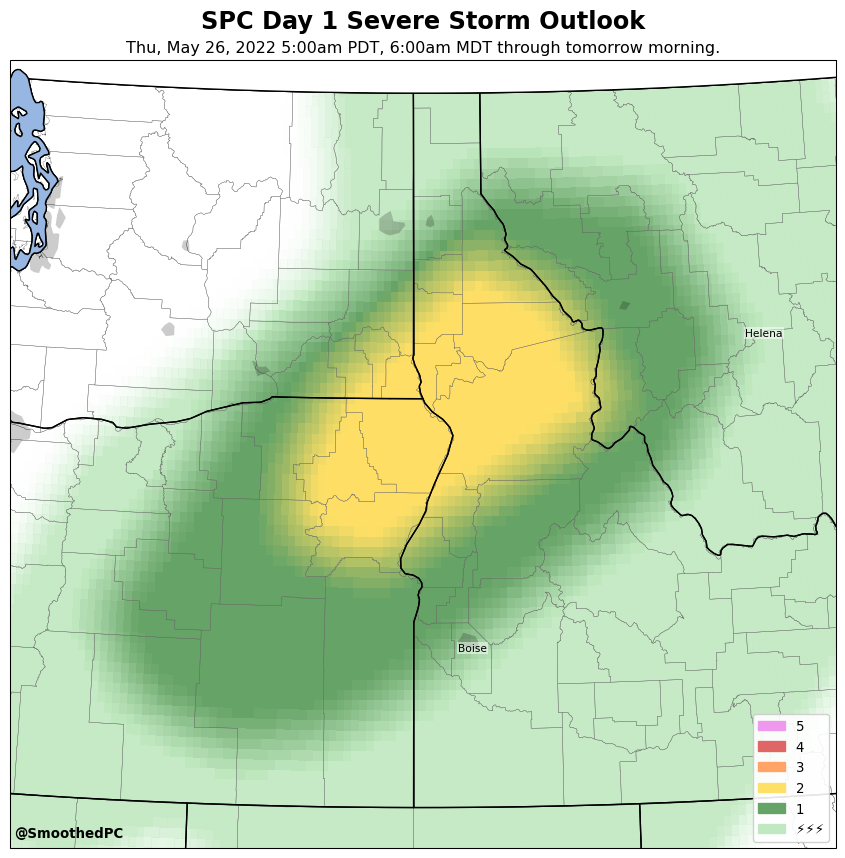 SPC Day 1 Severe Storm Outlook
Thu, May 26, 2022 5:00am PDT, 6:00am MDT through tomorrow morning.
Helena
Boise
5
4
3
2
1
⚡⚡⚡
@SmoothedPC